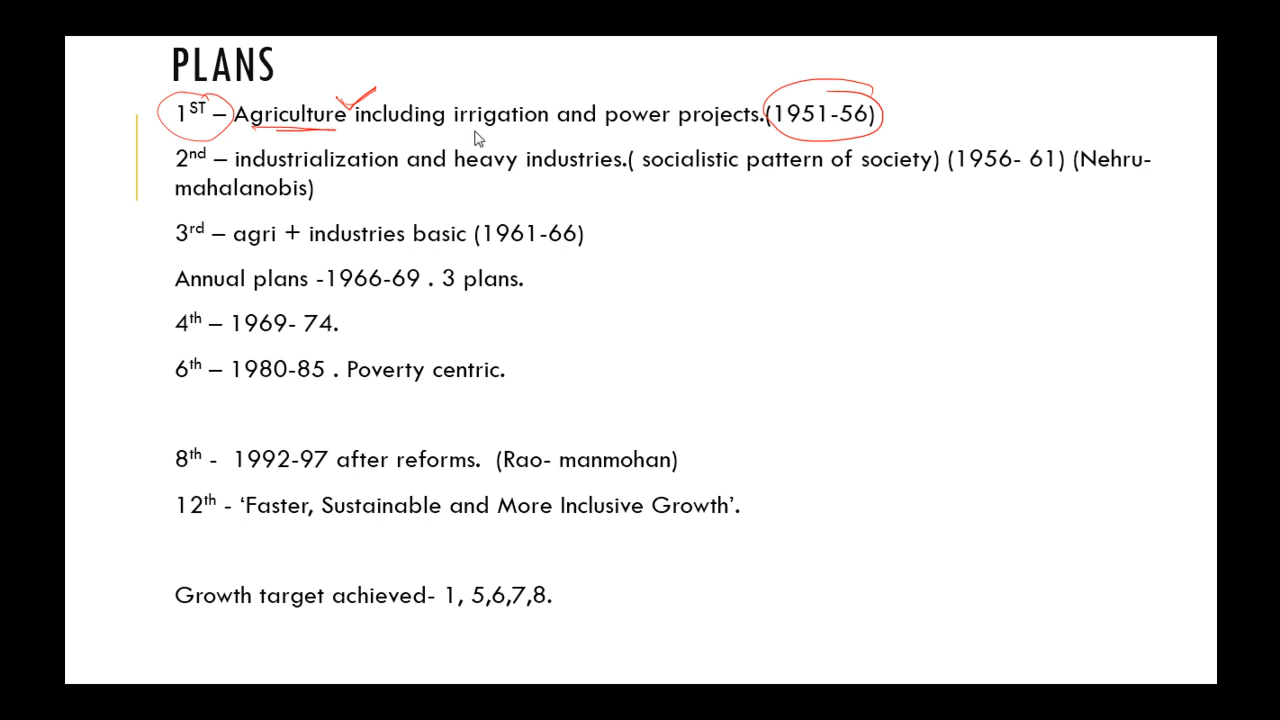 PLANS
1ST – Agriculture including irrigation and power projects.(1951-56)
2nd – industrialization and heavy industries.( socialistic pattern of society) (1956- 61) (Nehru-
mahalanobis)
3rd – agri + industries basic (1961-66)
Annual plans -1966-69 . 3 plans.
4th – 1969- 74.
6th – 1980-85 . Poverty centric.
8th - 1992-97 after reforms. (Rao- manmohan)
12th - ‘Faster, Sustainable and More Inclusive Growth’.
Growth target achieved- 1, 5,6,7,8.